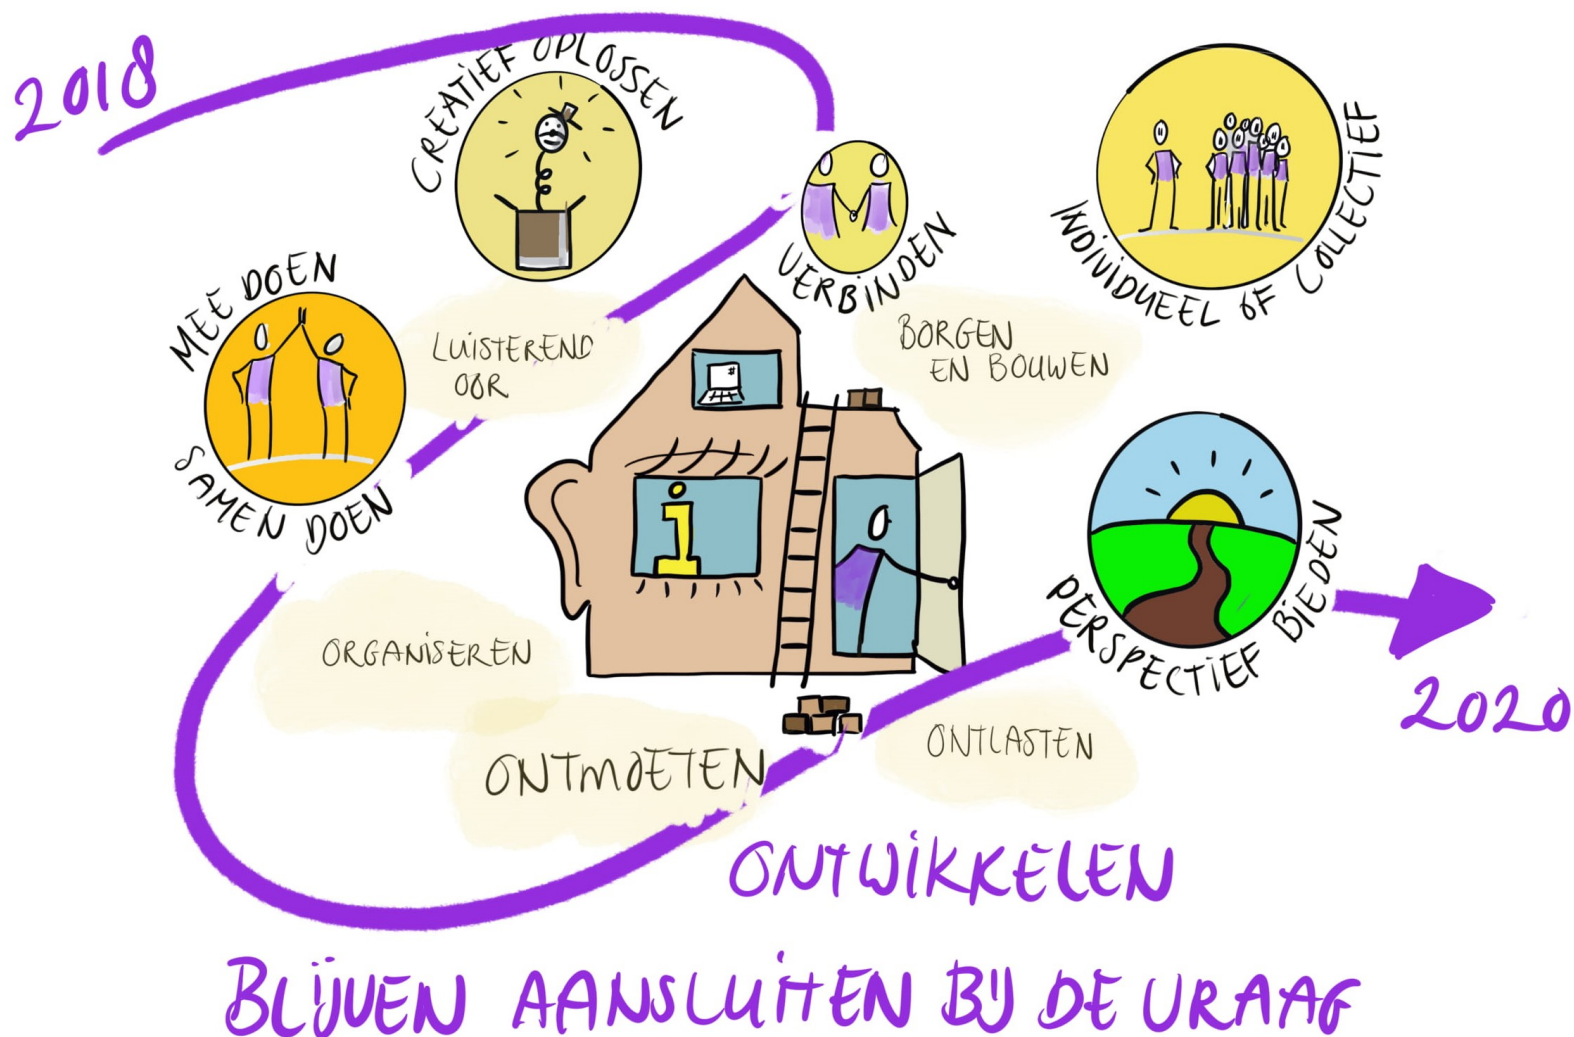 2018
CREATIEF OPLOSSEN
MEE DOEN
SAMEN DOEN
LUISTEREND
OOR
VERBINDEN
BORGEN
EN BOUWEN
INDIVIDUEEL OF COLLECTIEF
i
PERSPECTIEF BIEDEN
2020
ORGANISEREN
ONTMOETEN
ONTLASTEN
ONTWIKKELEN
BLIJVEN AANSLUITEN BIJ DE VRAAG